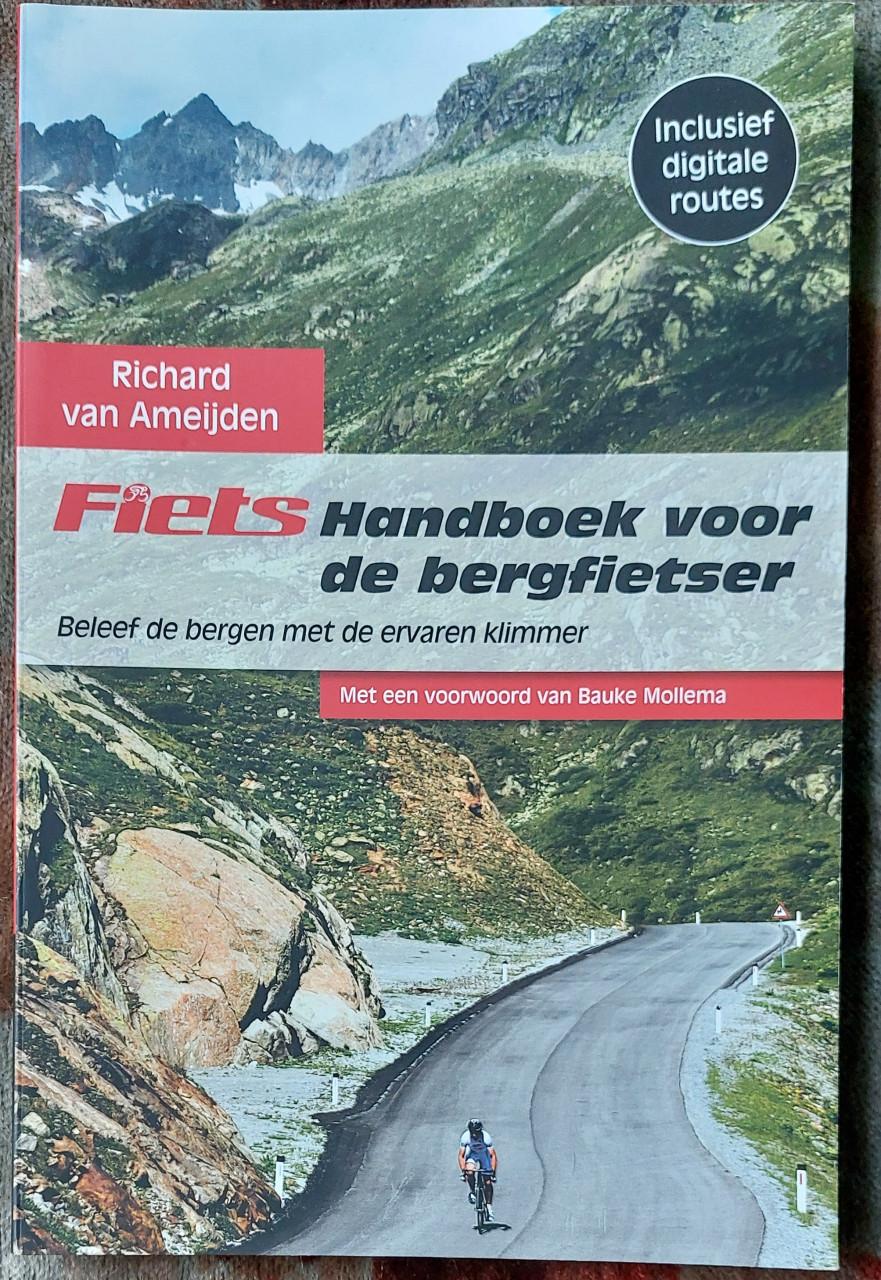 Inclusief
digitale
routes
Richard
van Ameijden
Fiets Handboek voor
de bergfietser
Beleef de bergen met de ervaren klimmer
Met een voorwoord van Bauke Mollema